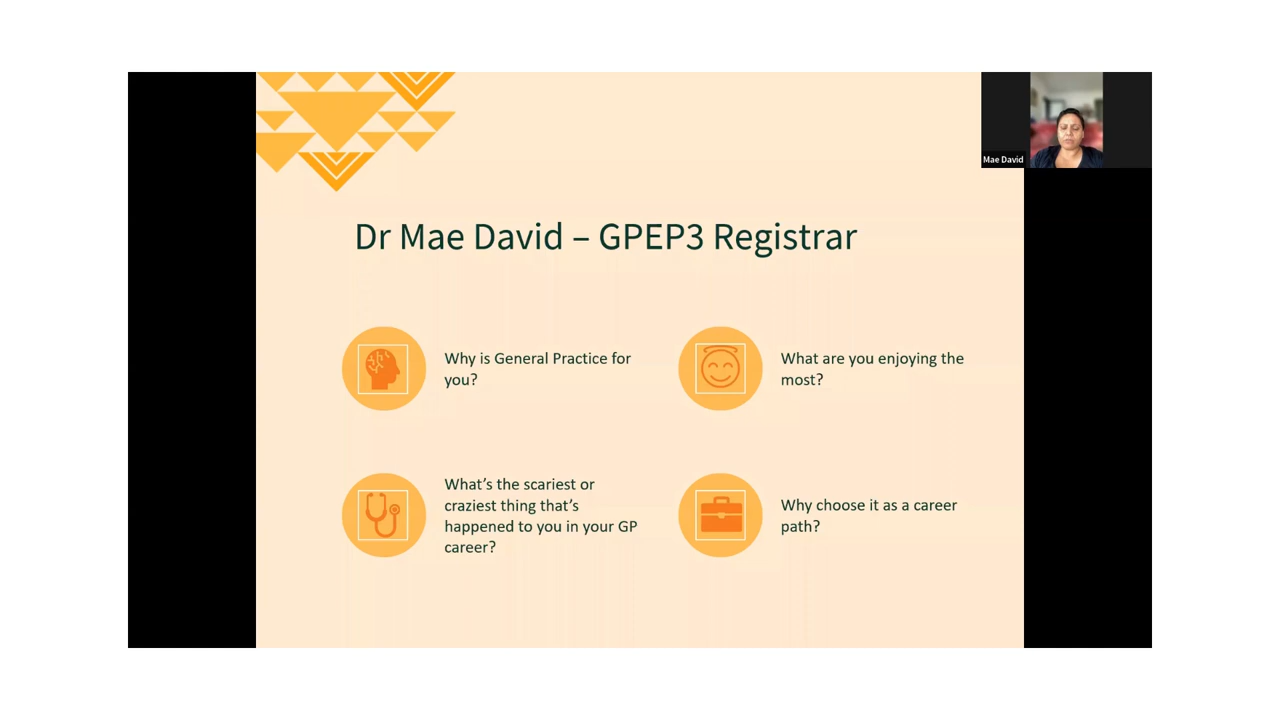 Mae David
Dr Mae David – GPEP3 Registrar
Why is General Practice for
you?
What are you enjoying the
most?
What’s the scariest or
craziest thing that’s
happened to you in your GP
career?
Why choose it as a career
path?